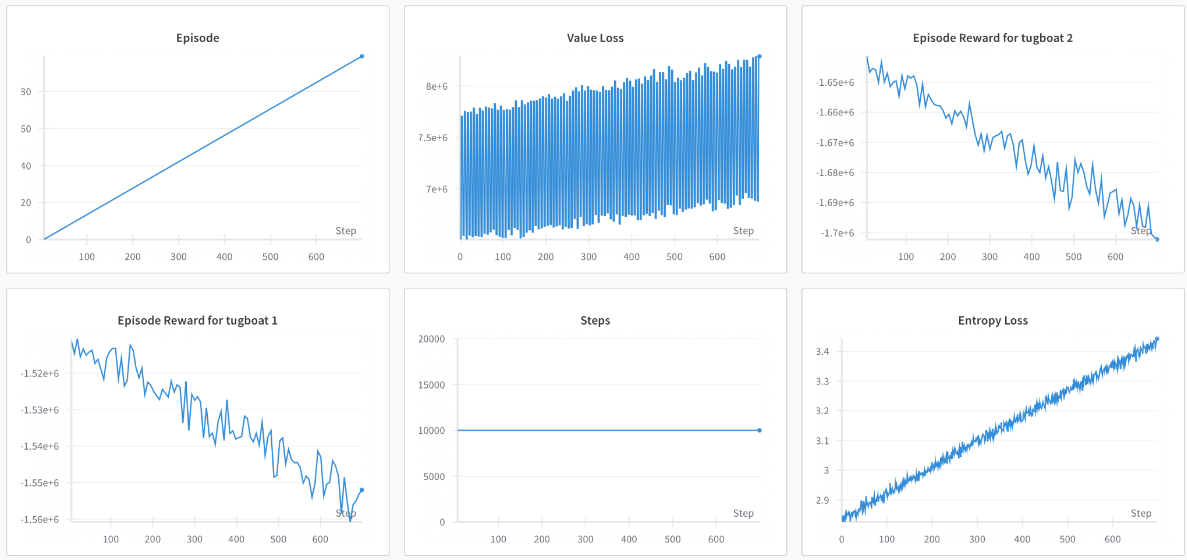 Episode
80
60
40
20
0
100 200 300 400 500 600
Step
Value Loss
8e+6
7.5e+6
7e+6
0 100 200 300 400 500 600
Step
Episode Reward for tugboat 2
-1.65e+6
-1.66e+6
-1.67e+6
-1.68e+6
-1.69e+6
-1.7e+6
100 200 300 400 500 600
Step
Episode Reward for tugboat 1
-1.52e+6
-1.53e+6
-1.54e+6
-1.55e+6
-1.56e+6
100 200 300 400 500 600
Step
Steps
20000
15000
10000
5000
0
100 200 300 400 500 600
Step
Entropy Loss
3.4
3.3
3.2
3.1
3
2.9
0 100 200 300 400 500 600
Step